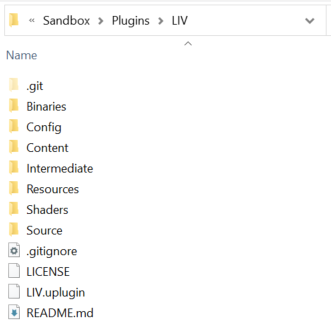 « Sandbox > Plugins > LIV
Name
.git
Binaries
Config
Content
Intermediate
Resources
Shaders
Source
.gitignore
LICENSE
LIV.uplugin
README.md